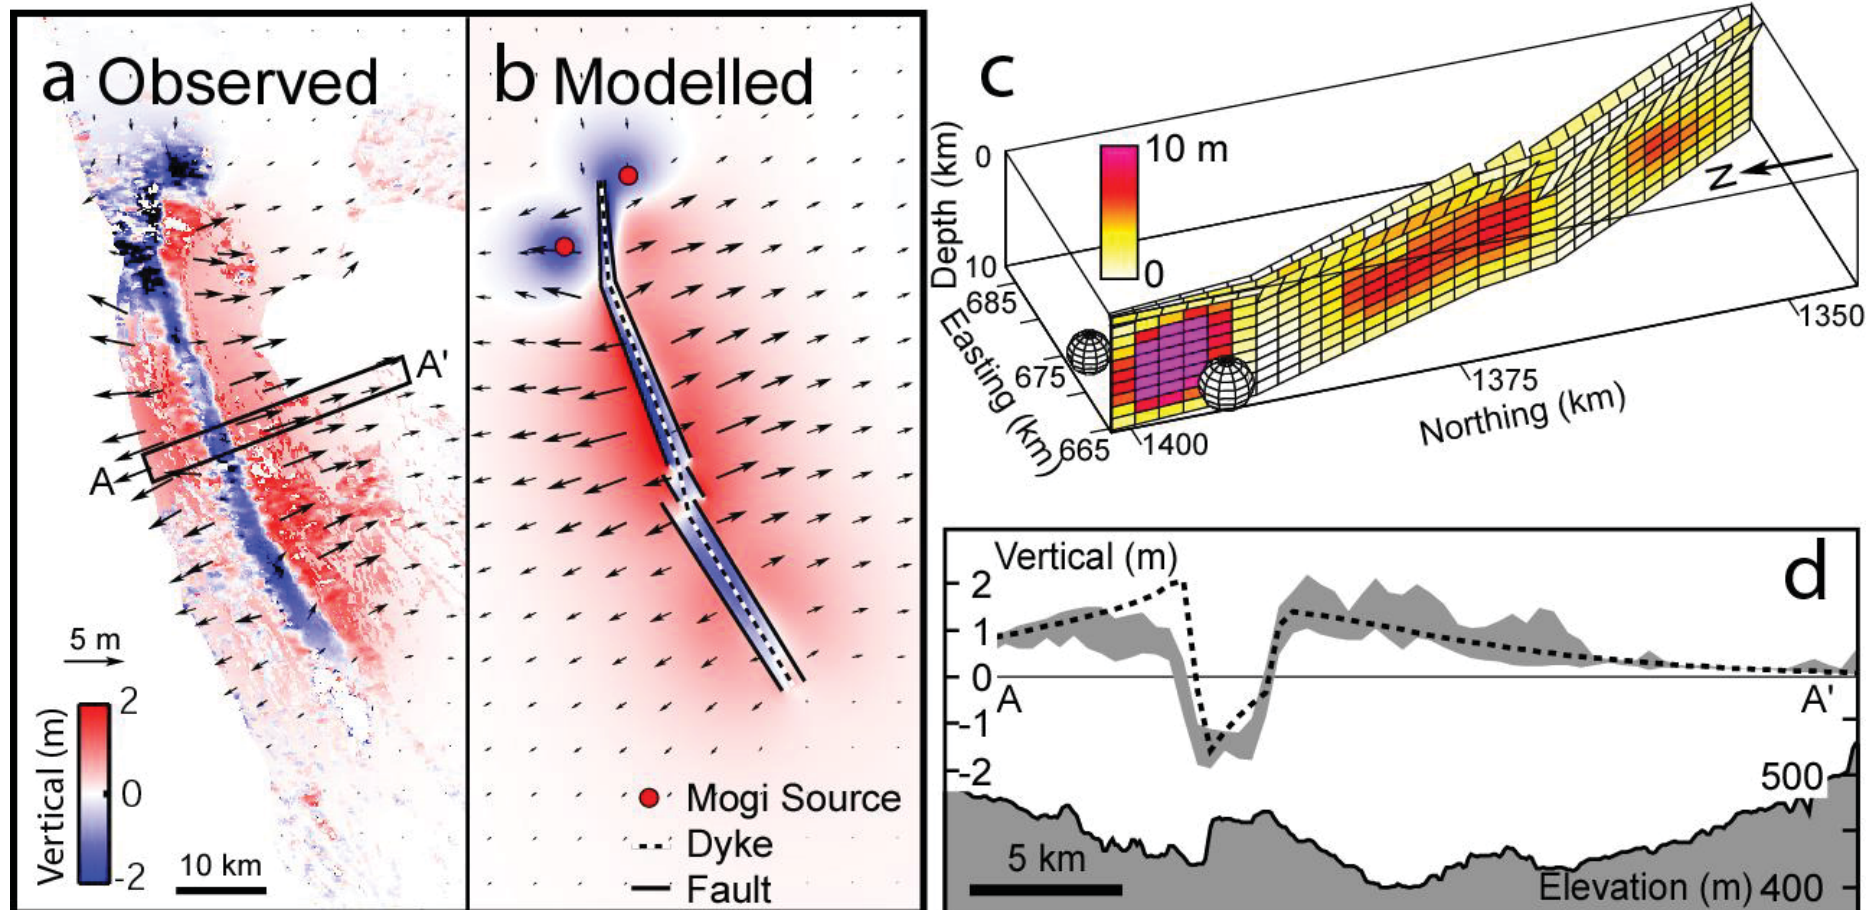 a Observed
A'
A
5 m
Vertical (m)
2
0
-2
10 km
b Modelled
Mogi Source
Dyke
Fault
c
10 m
0
Depth (km)
0
10
685
675
665
Easting (km)
1400
1375
1350
Northing (km)
N
d
Vertical (m)
2
1
0
-1
-2
A
A'
500
5 km
Elevation (m) 400